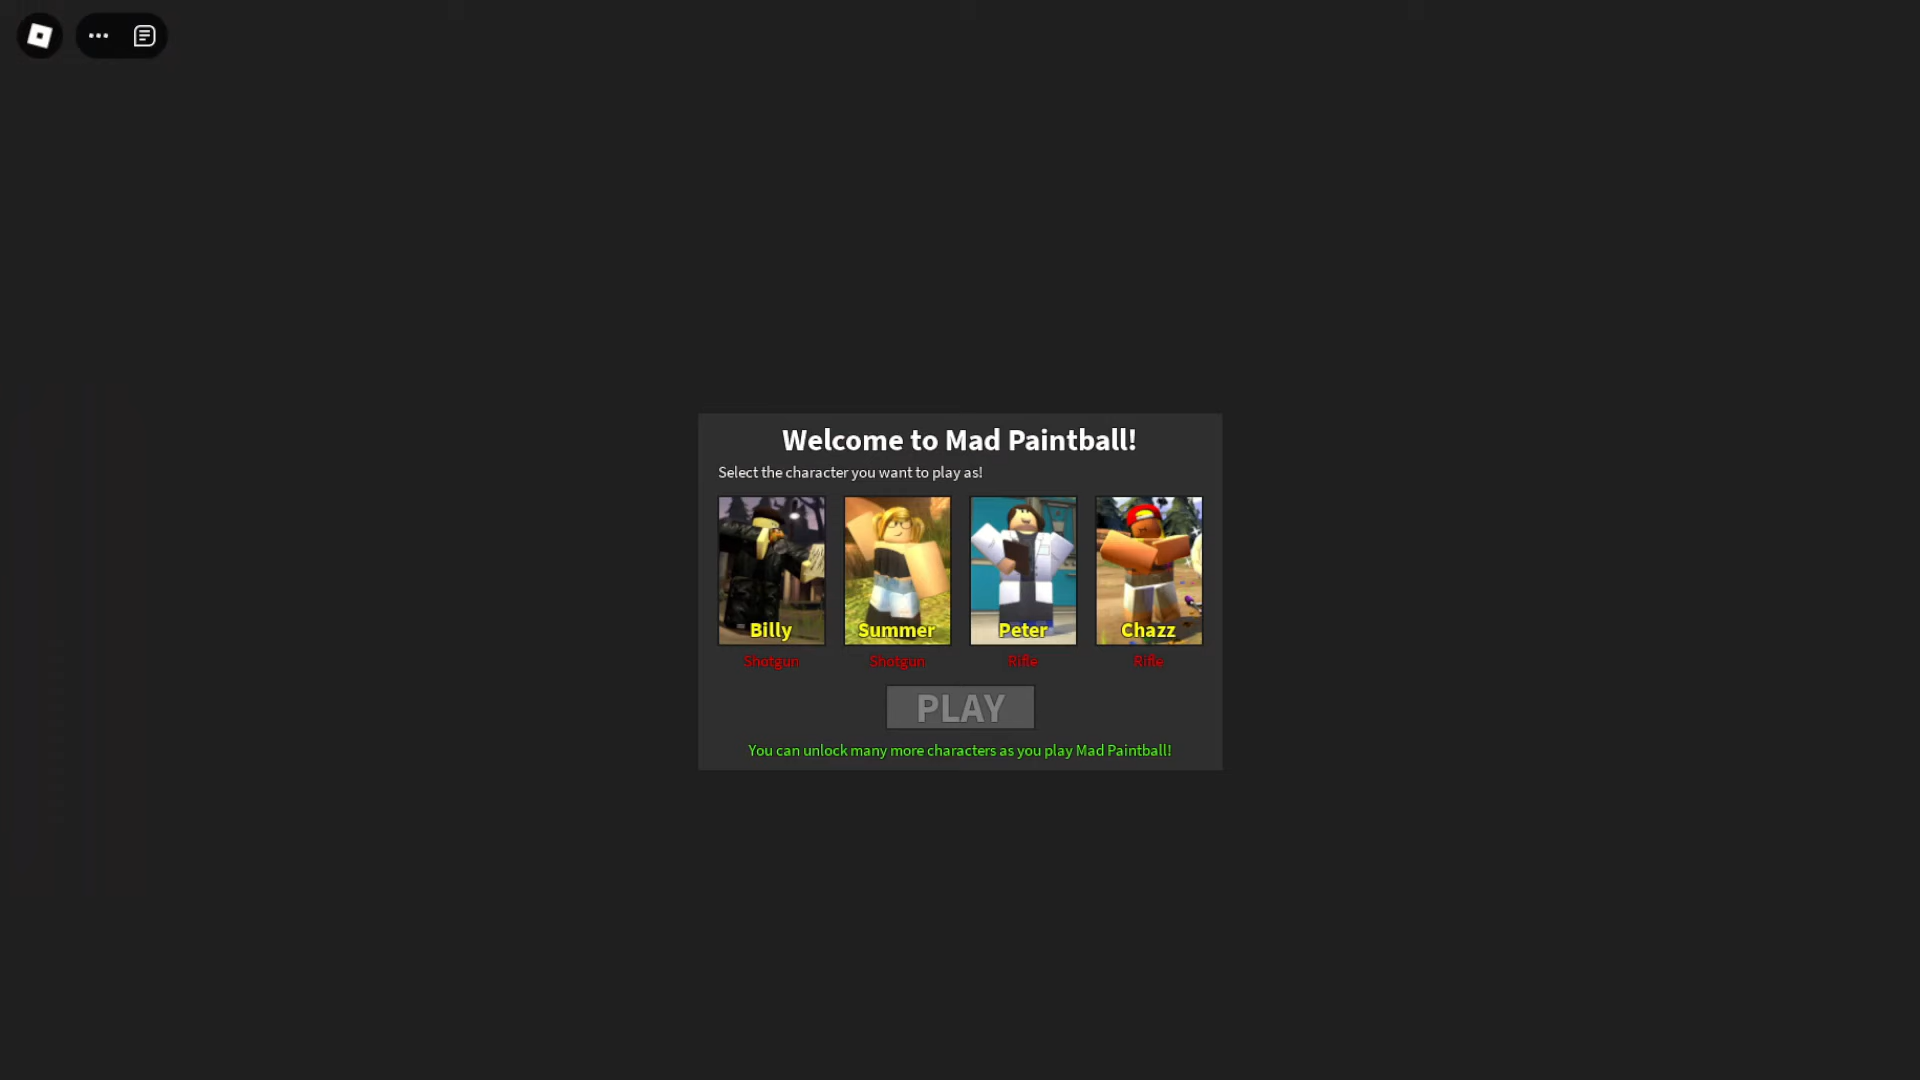 Welcome to Mad Paintball!
Select the character you want to play as!
Billy Summer Peter Chazz
Shotgun Shotgun Rifle Rifle
PLAY
You can unlock many more characters as you play Mad Paintball!